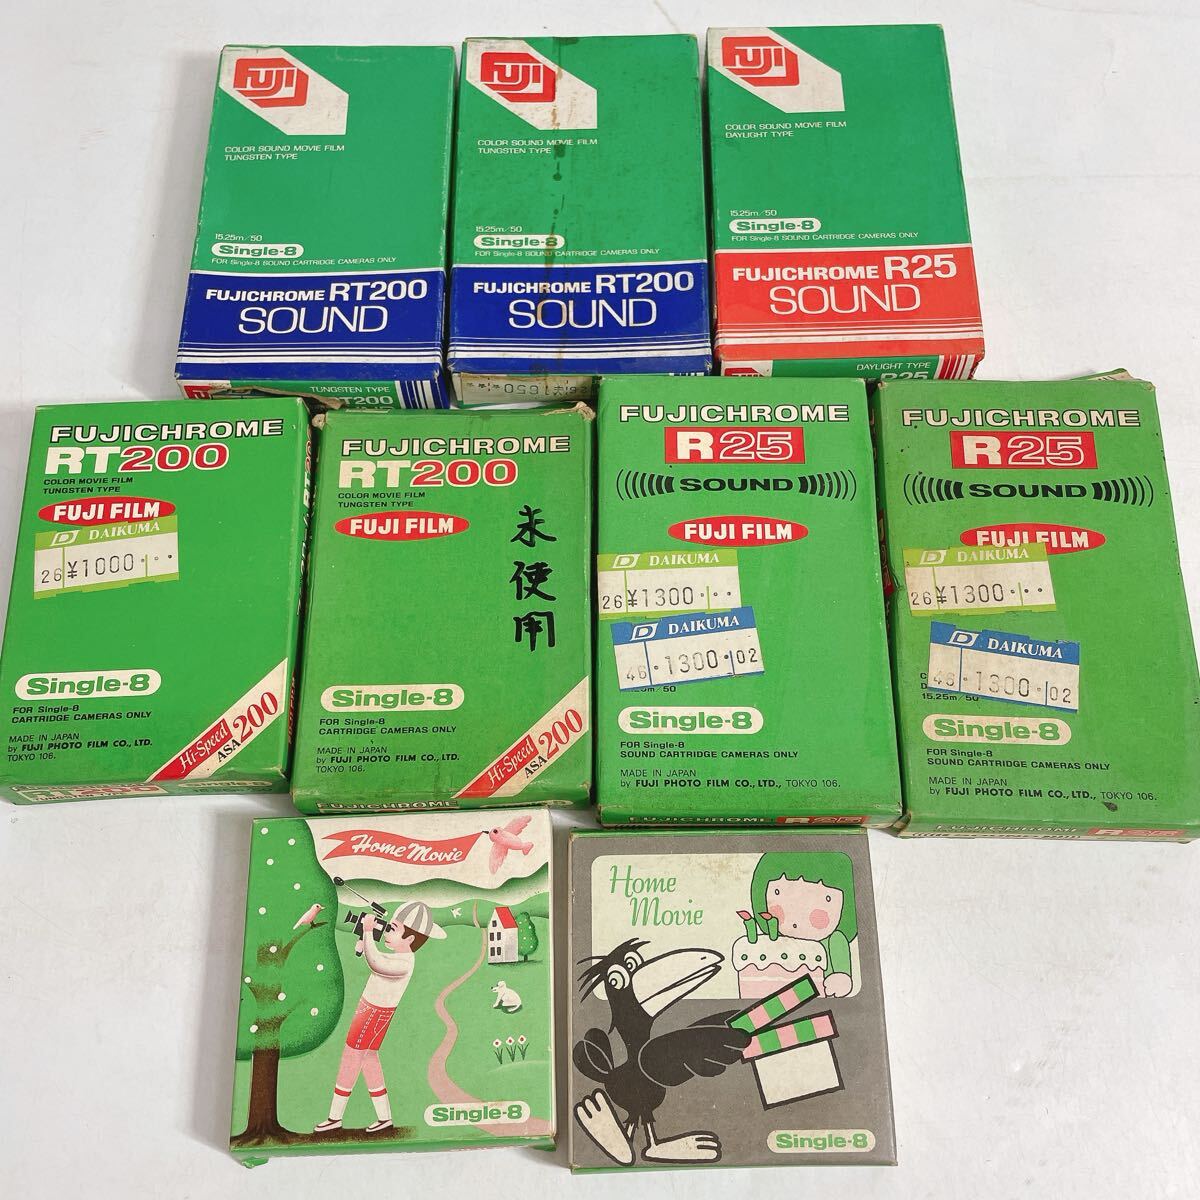 FUJI
COLOR SOUND MOVIE FILM
TUNGSTEN TYPE
15.25m/50
Single-8
FOR Single-8 SOUND CARTRIDGE CAMERAS ONLY
FUJICHROME RT200
SOUND
TUNGSTEN TYPE
RT200
FUJI
COLOR SOUND MOVIE FILM
TUNGSTEN TYPE
15.25m/50
Single-8
FOR Single-8 SOUND CARTRIDGE CAMERAS ONLY
FUJICHROME RT200
SOUND
FUJI
COLOR SOUND MOVIE FILM
DAYLIGHT TYPE
15.25m/50
Single-8
FOR Single-8 SOUND CARTRIDGE CAMERAS ONLY
FUJICHROME R25
SOUND
DAYLIGHT TYPE
R25
FUJICHROME
RT200
COLOR MOVIE FILM
TUNGSTEN TYPE
FUJI FILM
DAIKUMA
26 ¥1000
Single-8
FOR Single-8
CARTRIDGE CAMERAS ONLY
MADE IN JAPAN
by FUJI PHOTO FILM CO., LTD.
TOKYO 106.
Hi-Speed
ASA 200
FUJICHROME
RT200
COLOR MOVIE FILM
TUNGSTEN TYPE
FUJI FILM
未使用
Single-8
FOR Single-8
CARTRIDGE CAMERAS ONLY
MADE IN JAPAN
by FUJI PHOTO FILM CO., LTD.
TOKYO 106.
Hi-Speed
ASA 200
FUJICHROME
FUJICHROME
R25
SOUND
FUJI FILM
DAIKUMA
26 ¥1300
DAIKUMA
46・1300・02
Single-8
FOR Single-8
SOUND CARTRIDGE CAMERAS ONLY
MADE IN JAPAN
by FUJI PHOTO FILM CO., LTD., TOKYO 106.
FUJICHROME R25
FUJICHROME
R25
SOUND
FUJI FILM
DAIKUMA
26 ¥1300
DAIKUMA
46・1300・02
15.25m/50
Single-8
FOR Single-8
SOUND CARTRIDGE CAMERAS ONLY
MADE IN JAPAN
by FUJI PHOTO FILM CO., LTD., TOKYO 106.
FUJICHROME R25
Home Movie
Single-8
Home
Movie
Single-8